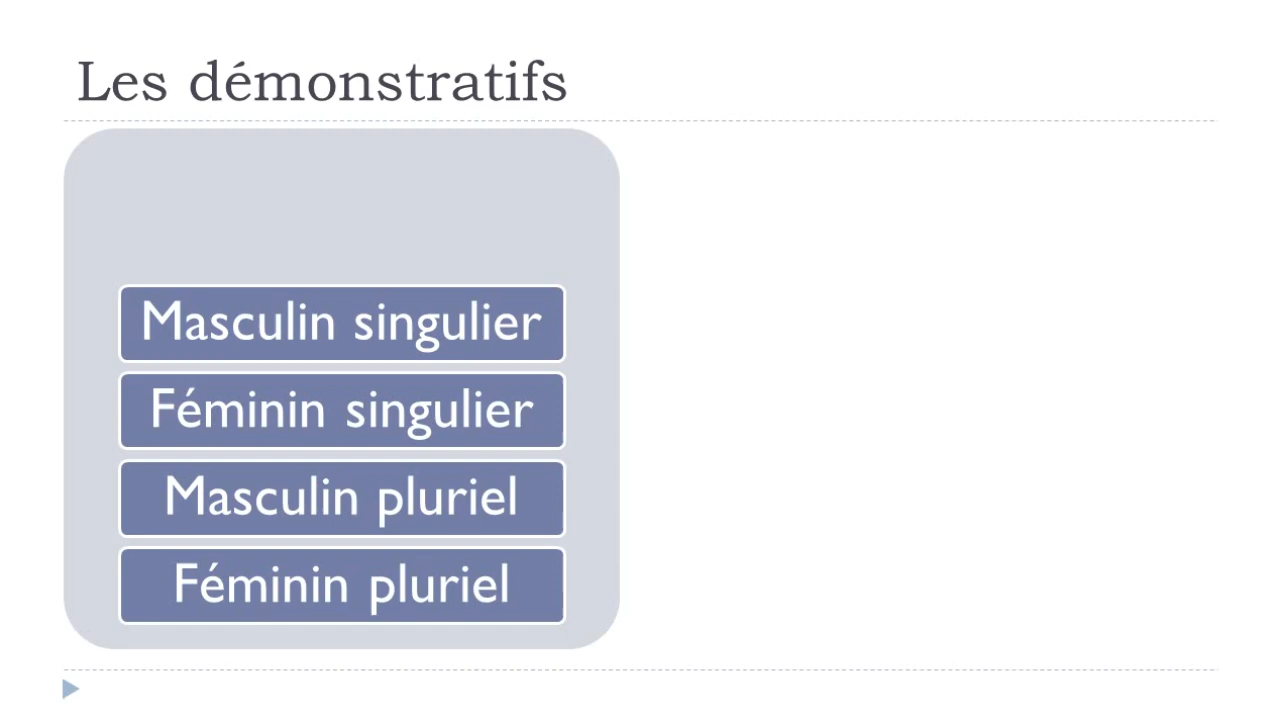 Les démonstratifs
Masculin singulier
Féminin singulier
Masculin pluriel
Féminin pluriel